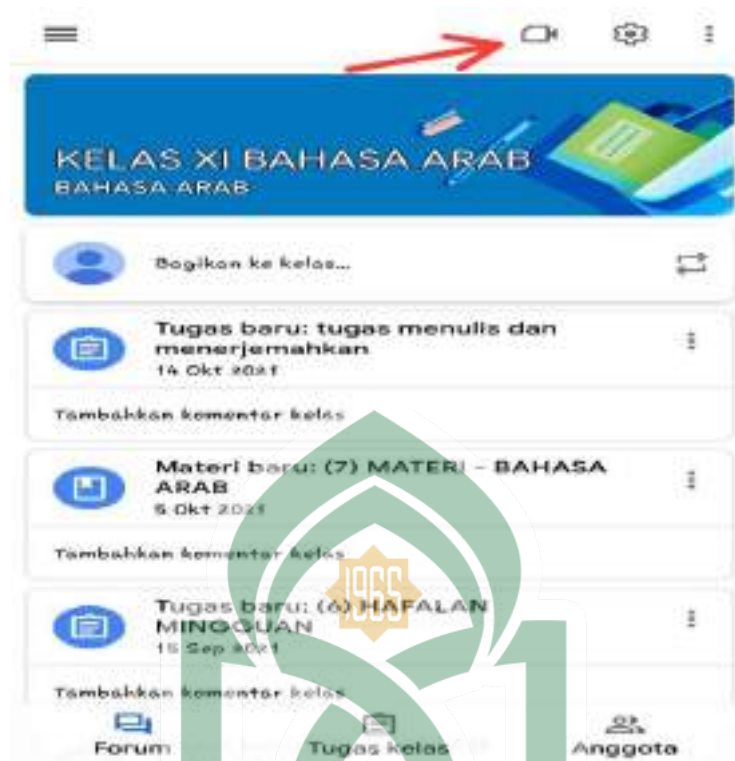 KELAS XI BAHASA ARAB
BAHASA ARAB
Bagikan ke kelas...
Tugas baru: tugas menulis dan
menerjemahkan
14 Okt 2021
Tambahkan komentar kelas
Materi baru: (7) MATERI - BAHASA
ARAB
5 Okt 2021
Tambahkan komentar kelas
1965
Tugas baru: (6) HAFALAN
MINGGUAN
15 Sep 2021
Tambahkan komentar kelas
Forum
Tugas kelas
Anggota